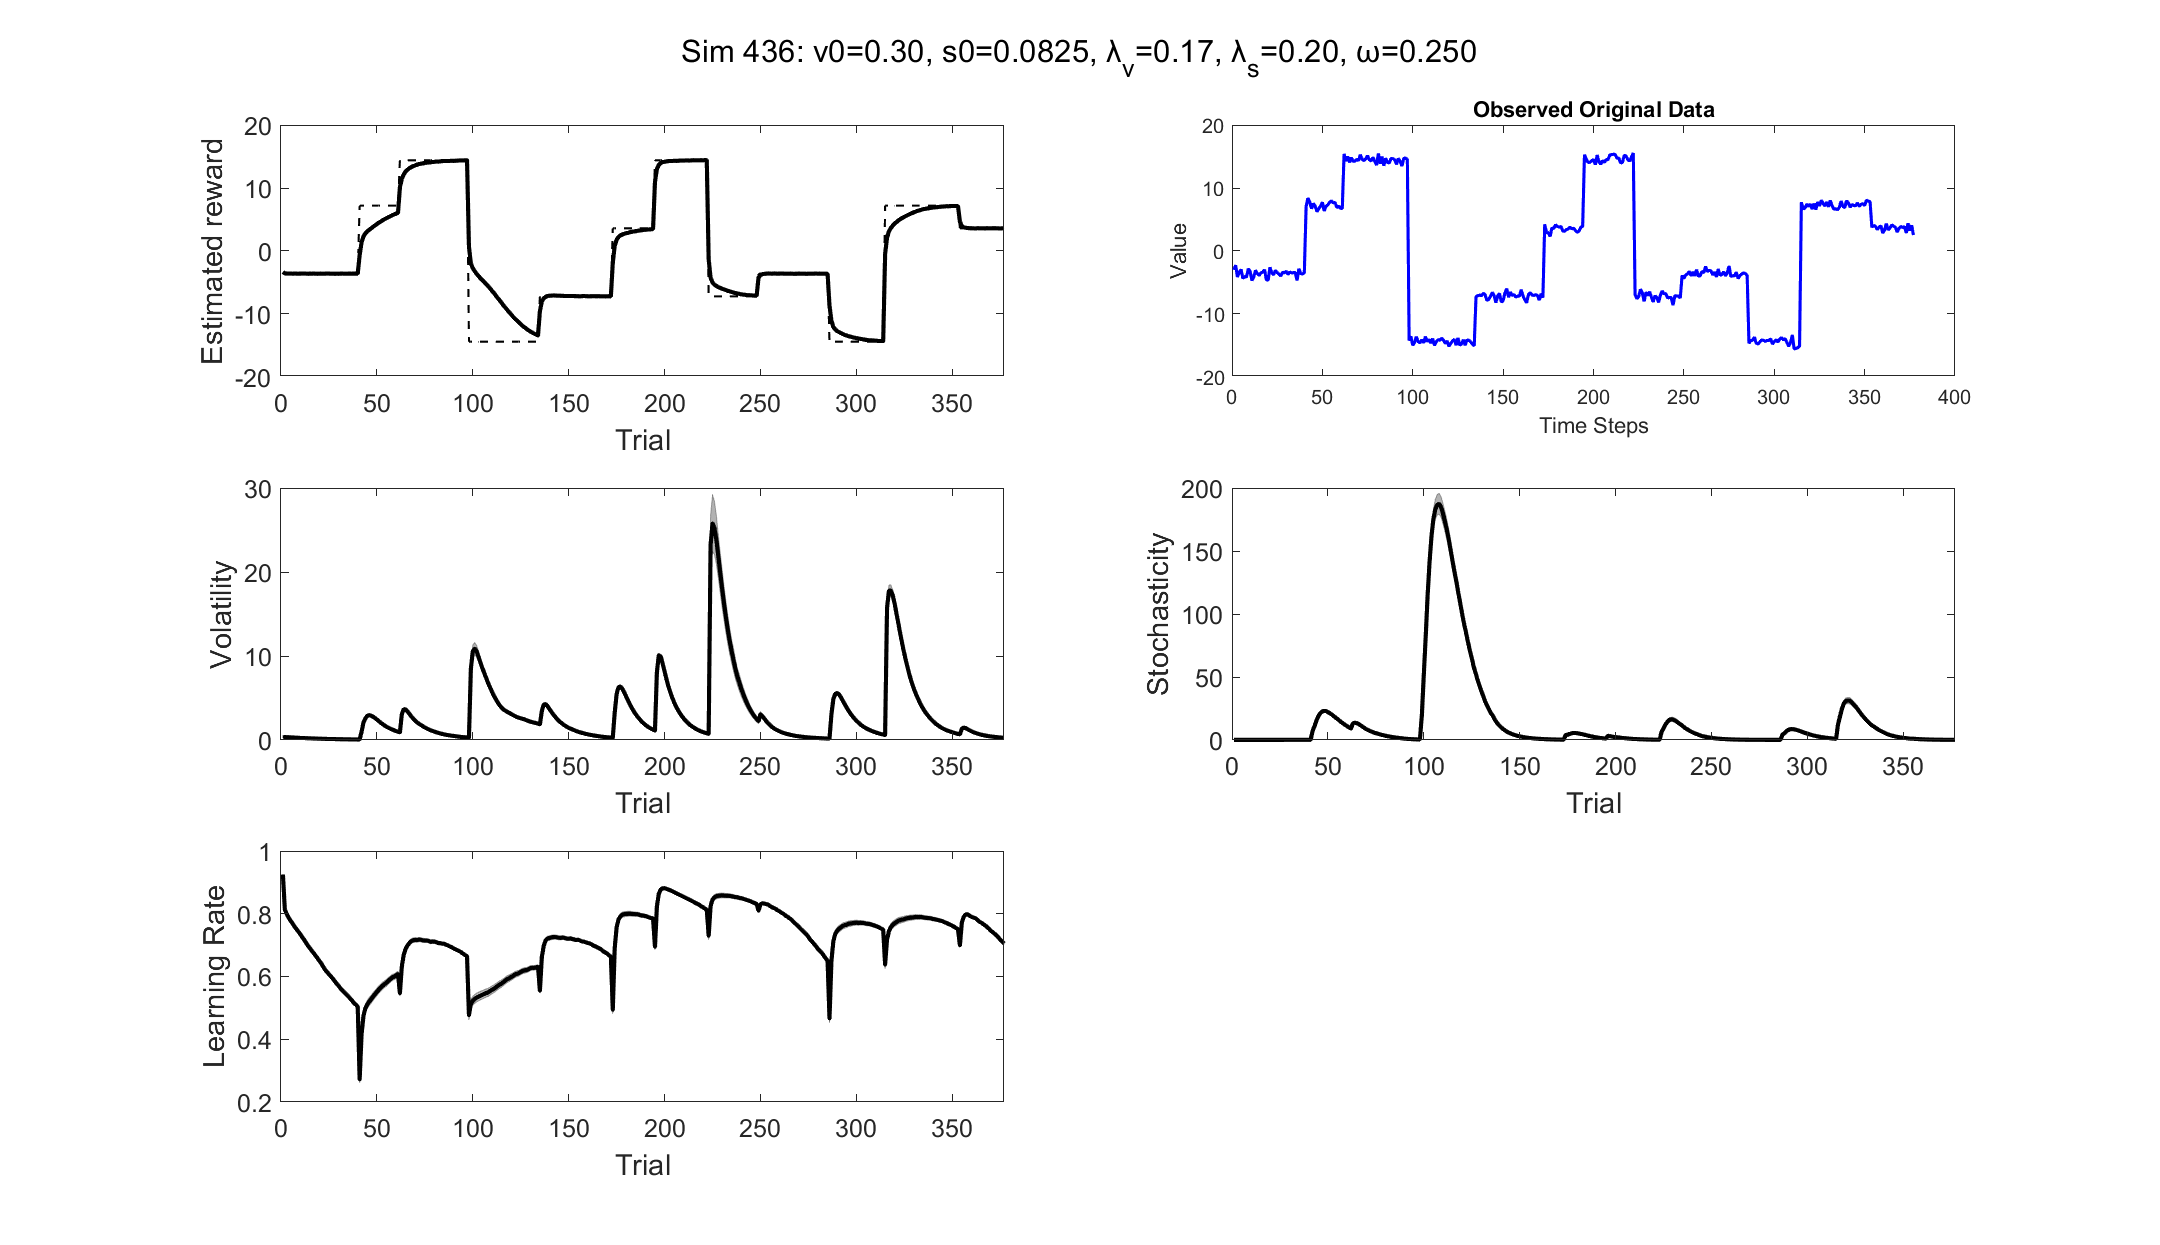 Sim 436: v0=0.30, s0=0.0825, λv=0.17, λs=0.20, ω=0.250
Estimated reward
20
10
0
-10
-20
0 50 100 150 200 250 300 350
Trial
Observed Original Data
Value
20
10
0
-10
-20
0 50 100 150 200 250 300 350 400
Time Steps
Volatility
30
20
10
0
0 50 100 150 200 250 300 350
Trial
Stochasticity
200
150
100
50
0
0 50 100 150 200 250 300 350
Trial
Learning Rate
1
0.8
0.6
0.4
0.2
0 50 100 150 200 250 300 350
Trial